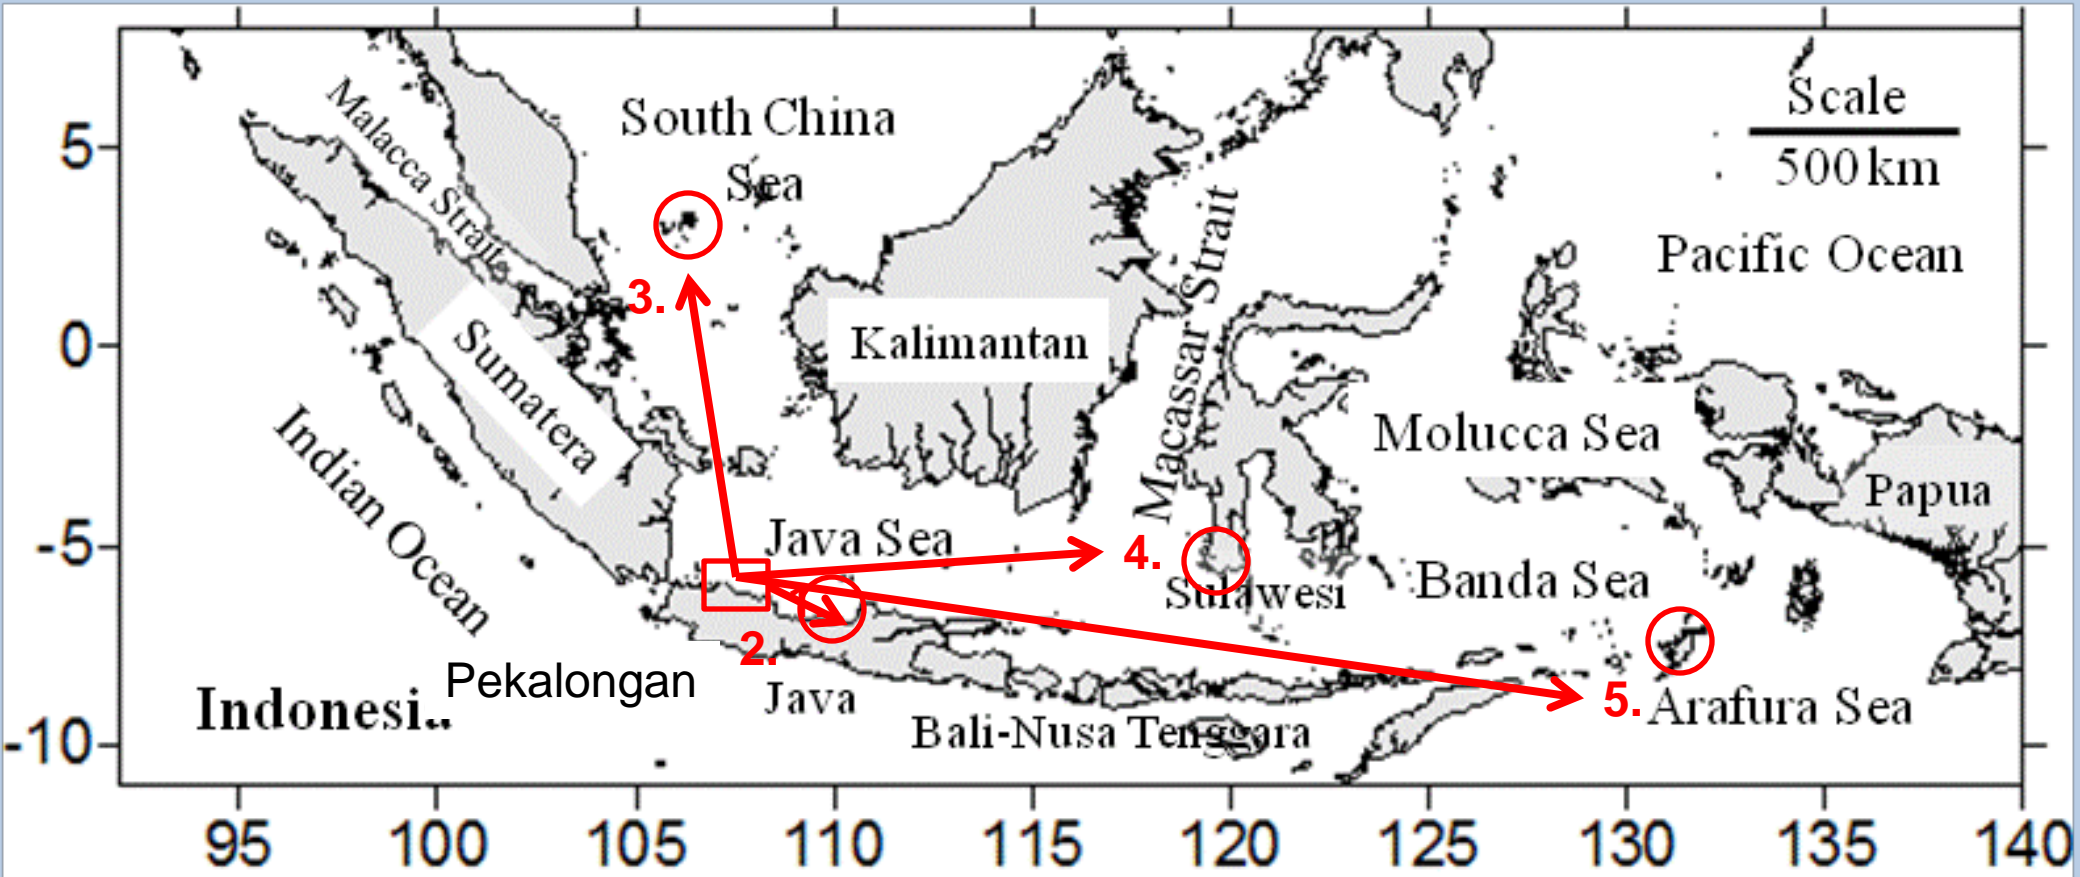 Malacca Strait
South China
Sea
Scale
500 km
Pacific Ocean
5
3.
Macassar Strait
0
Kalimantan
Sumatera
Molucca Sea
Indian Ocean
Papua
-5
Java Sea
4.
Sulawesi
Banda Sea
2.
Pekalongan
Java
5.
Arafura Sea
Indonesia
Bali-Nusa Tenggara
-10
95 100 105 110 115 120 125 130 135 140